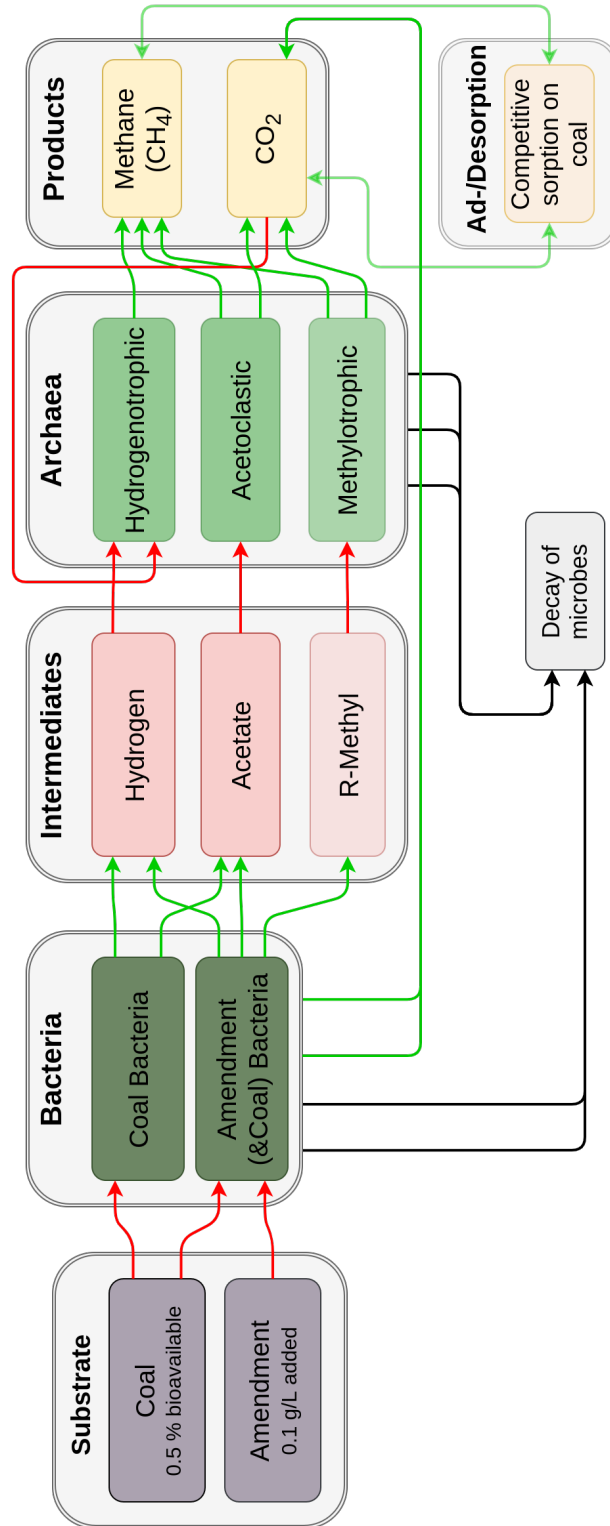 Substrate
Coal
0.5 % bioavailable
Amendment
0.1 g/L added
Bacteria
Coal Bacteria
Amendment
(&Coal) Bacteria
Intermediates
Hydrogen
Acetate
R-Methyl
Archaea
Hydrogenotrophic
Acetoclastic
Methylotrophic
Products
Methane
(CH₄)
CO₂
Decay of
microbes
Ad-/Desorption
Competitive
sorption on
coal